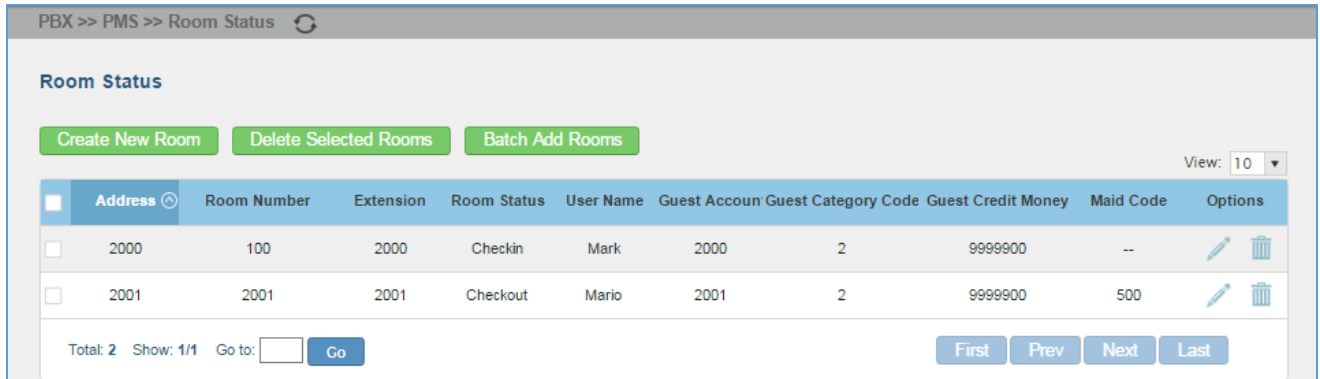 PBX >> PMS >> Room Status
Room Status
Create New Room Delete Selected Rooms Batch Add Rooms
View: 10
Address Room Number Extension Room Status User Name Guest Accoun Guest Category Code Guest Credit Money Maid Code Options
2000 100 2000 Checkin Mark 2000 2 9999900 --
2001 2001 2001 Checkout Mario 2001 2 9999900 500
Total: 2 Show: 1/1 Go to: Go First Prev Next Last